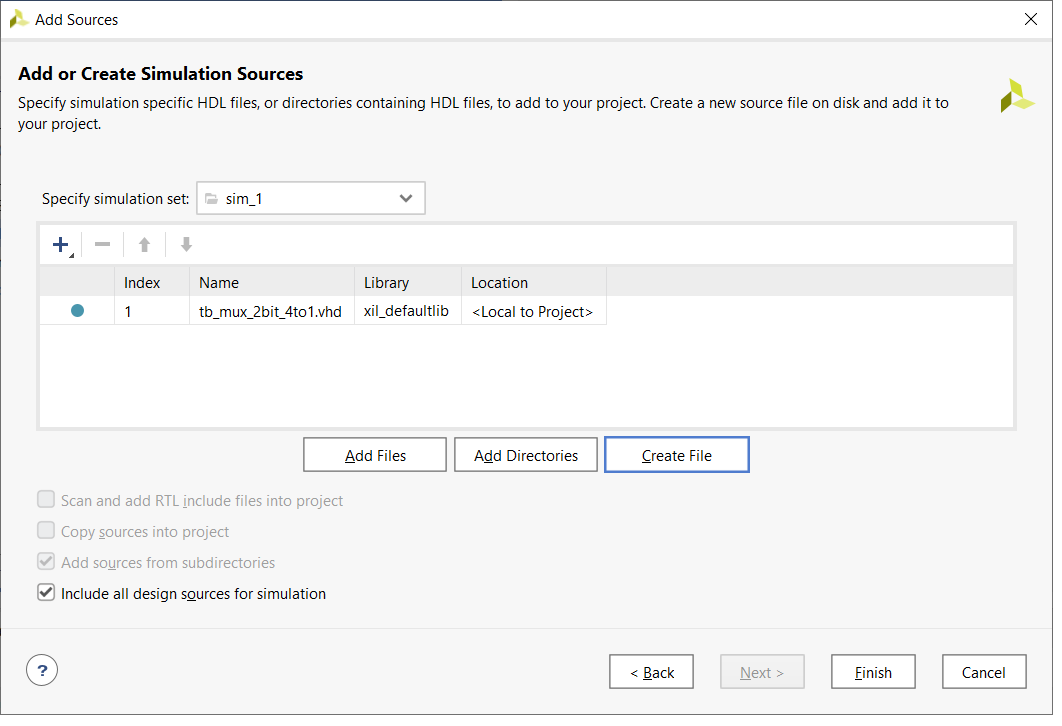 Add Sources
Add or Create Simulation Sources
Specify simulation specific HDL files, or directories containing HDL files, to add to your project. Create a new source file on disk and add it to
your project.
Specify simulation set: sim_1
Index Name Library Location
1 tb_mux_2bit_4to1.vhd xil_defaultlib <Local to Project>
Add Files Add Directories Create File
Scan and add RTL include files into project
Copy sources into project
Add sources from subdirectories
Include all design sources for simulation
? < Back Next > Finish Cancel